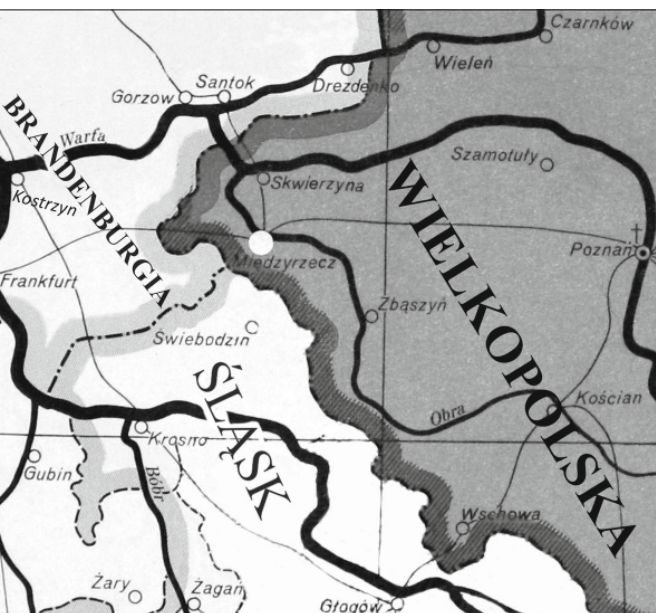 Czarnków
Wieleń
Drezdenko
Santok
Gorzow
BRANDENBURGIA
Warfa
Szamotuły
Skwierzyna
Kostrzyn
WIELKOPOLSKA
Poznań
Międzyrzecz
Frankfurt
Zbąszyń
Świebodzin
ŚLĄSK
Kościan
Obra
Krosno
Gubin
Bóbr
Wschowa
Żary
Żagań
Głogów